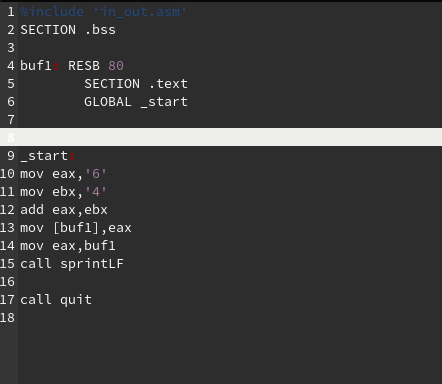 1 %include 'in_out.asm'
2 SECTION .bss
3
4 buf1: RESB 80
5 SECTION .text
6 GLOBAL _start
7
8
9 _start:
10 mov eax,'6'
11 mov ebx,'4'
12 add eax,ebx
13 mov [buf1],eax
14 mov eax,buf1
15 call sprintLF
16
17 call quit
18